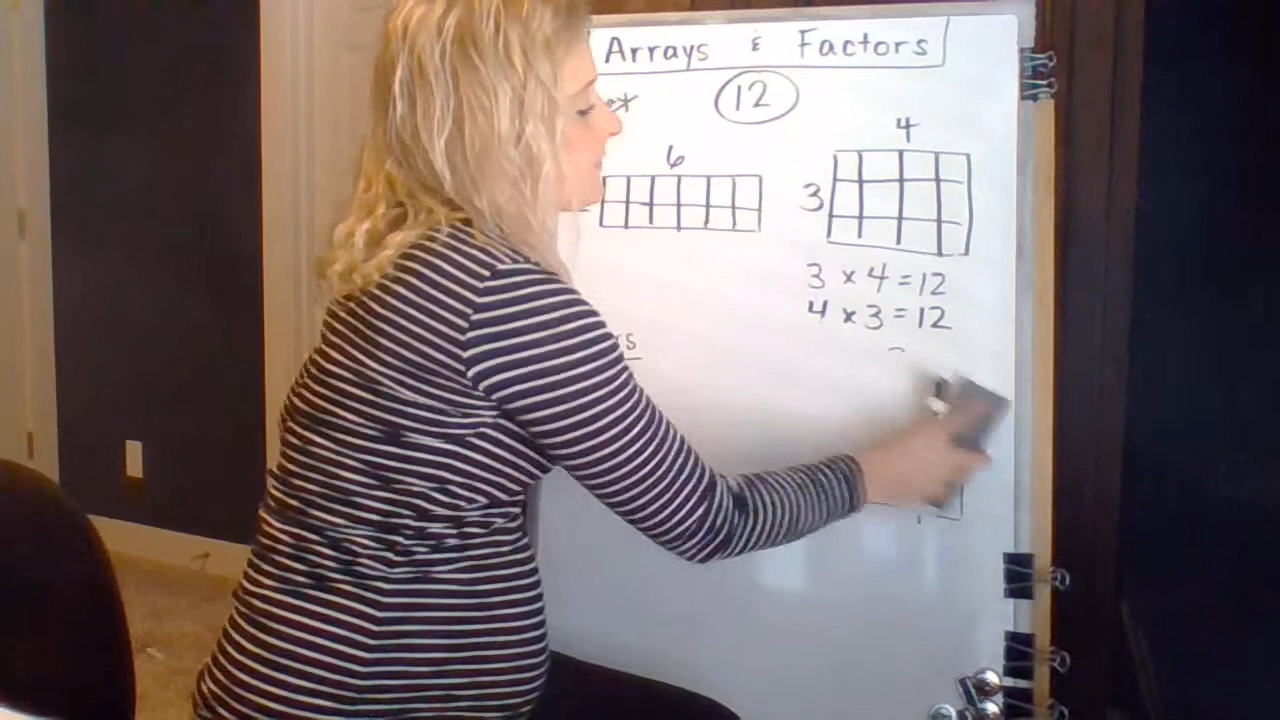 Arrays & Factors
12
6
4
3
3 x 4 = 12
4 x 3 = 12